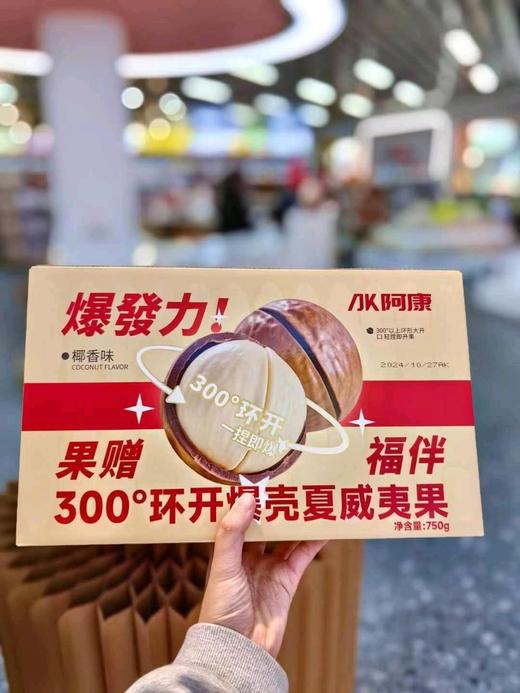 爆發力!
AK阿康
300°以上环形大开
口 轻捏即开果
椰香味
COCONUT FLAVOR
2024/10/27AK
300°环开
一捏即爆
果赠 福伴
300°环开爆壳夏威夷果
净含量:750g